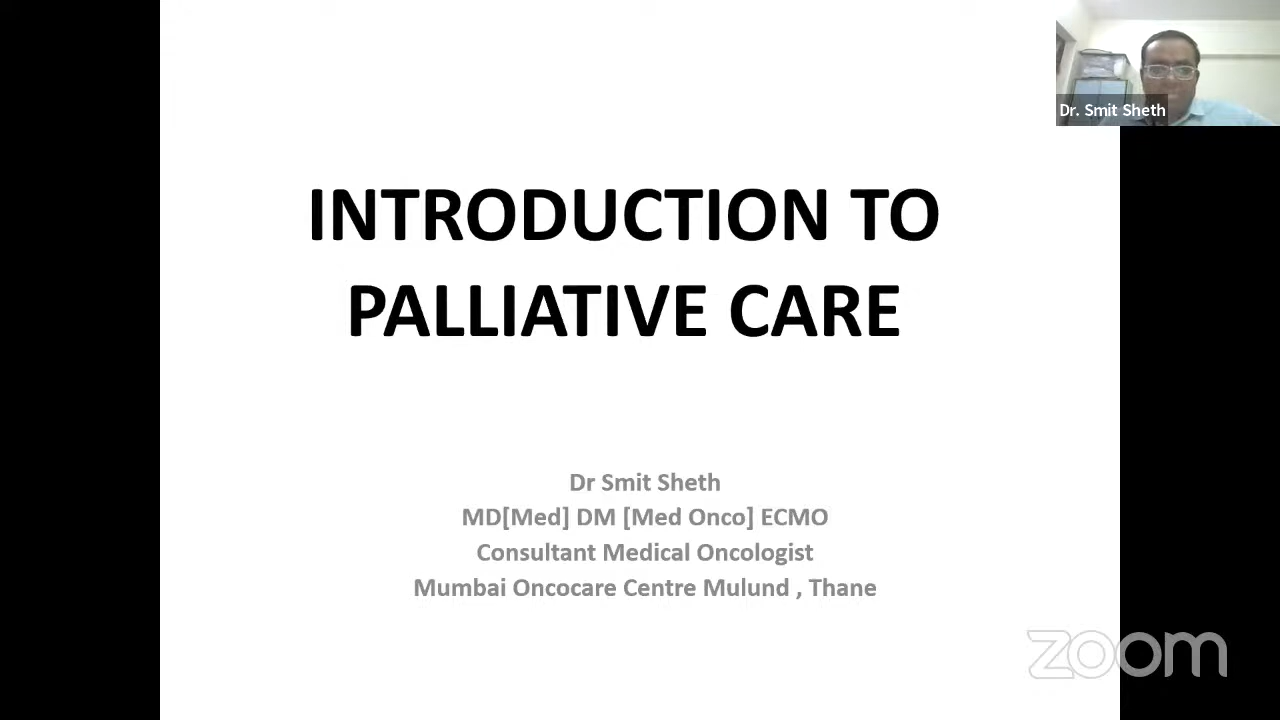 Dr. Smit Sheth
INTRODUCTION TO
PALLIATIVE CARE
Dr Smit Sheth
MD[Med] DM [Med Onco] ECMO
Consultant Medical Oncologist
Mumbai Oncocare Centre Mulund , Thane
zoom